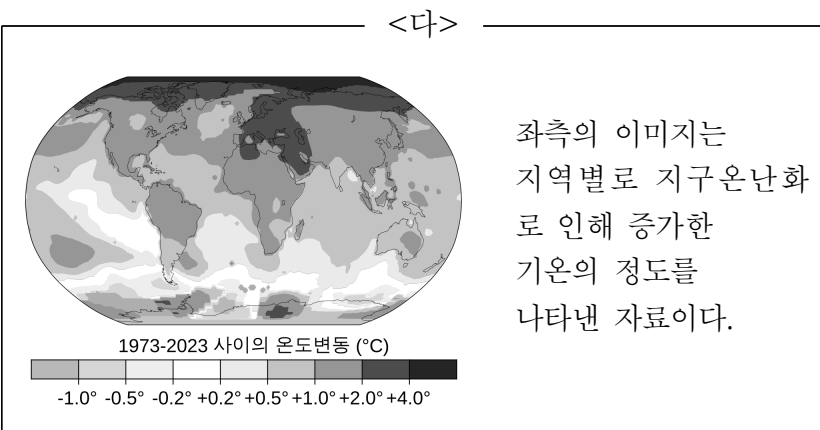 <다>
좌측의 이미지는
지역별로 지구온난화
로 인해 증가한
기온의 정도를
나타낸 자료이다.
1973-2023 사이의 온도변동 (°C)
-1.0° -0.5° -0.2° +0.2° +0.5° +1.0° +2.0° +4.0°